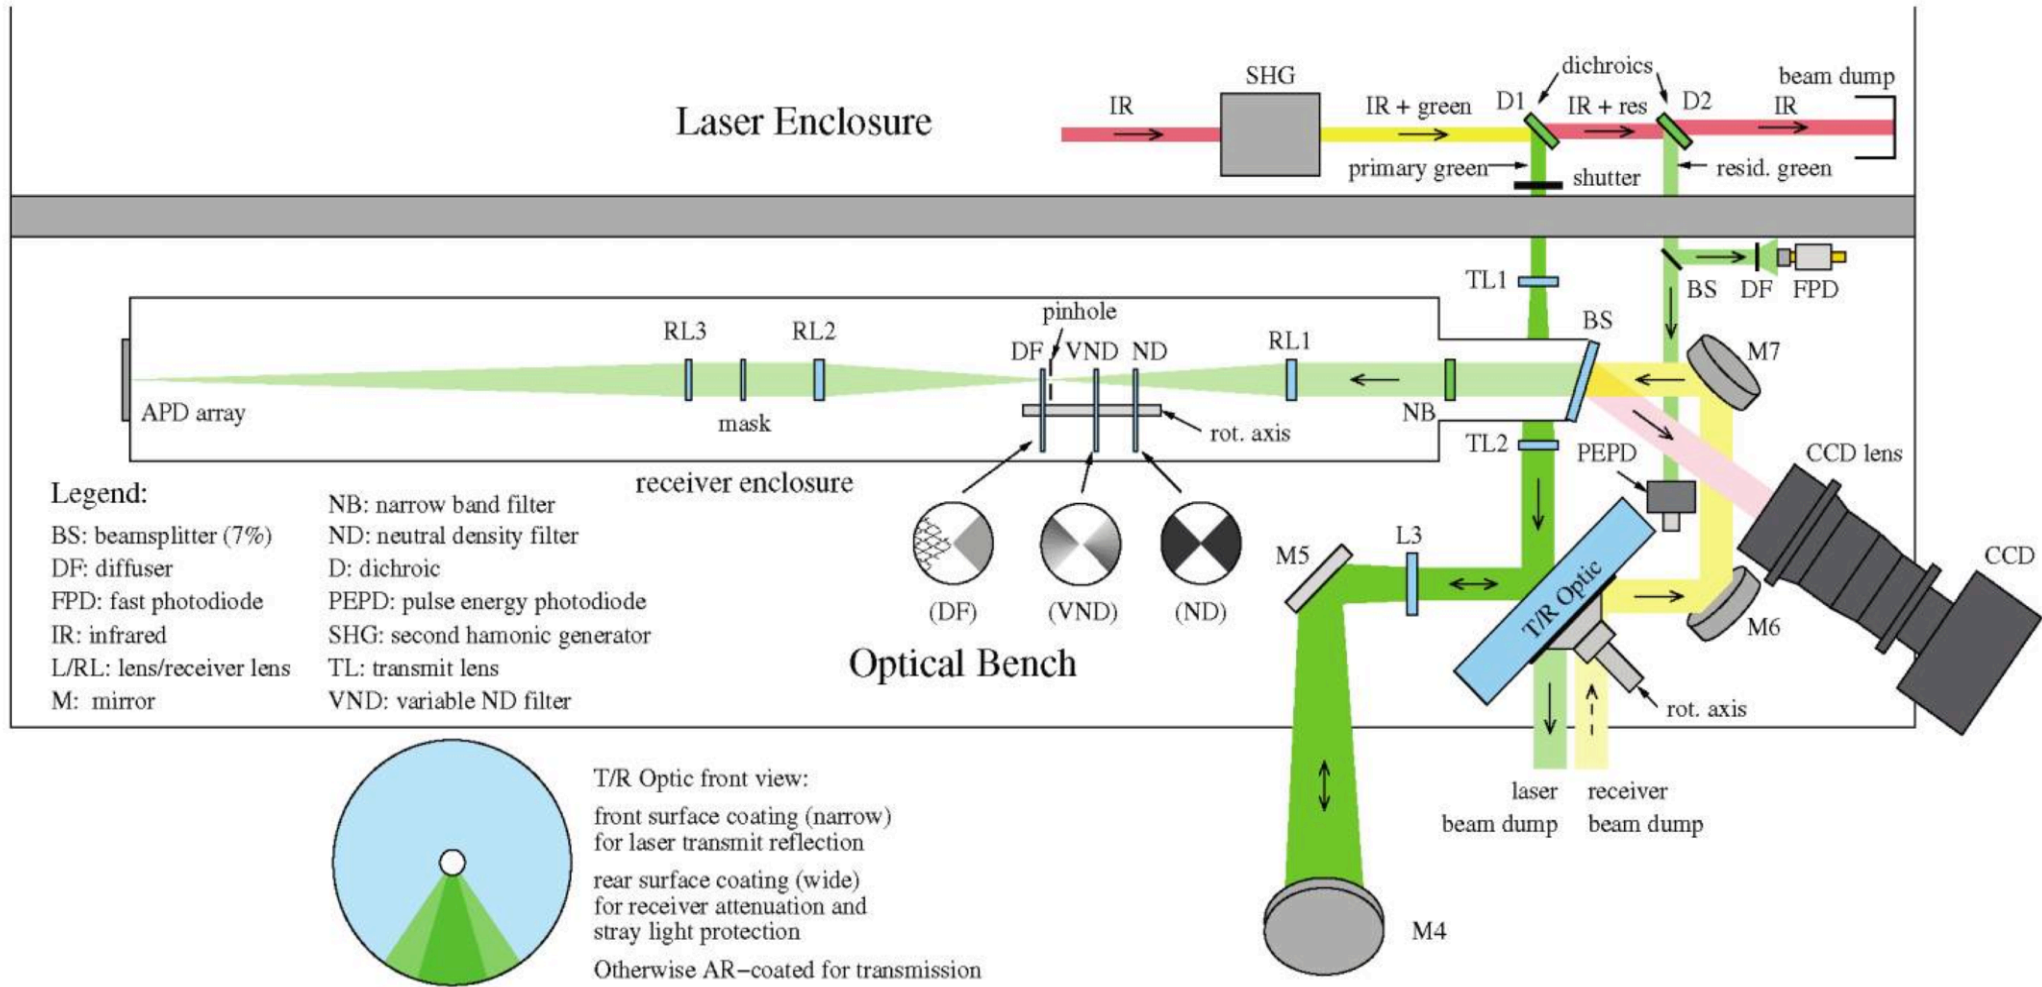 Laser Enclosure
IR
SHG
IR + green
D1
dichroics
IR + res
D2
beam dump
IR
primary green
shutter
resid. green
TL1
BS
DF
FPD
BS
M7
RL3
RL2
pinhole
DF
VND
ND
RL1
APD array
mask
rot. axis
NB
TL2
PEPD
CCD lens
receiver enclosure
Legend:
BS: beamsplitter (7%)
DF: diffuser
FPD: fast photodiode
IR: infrared
L/RL: lens/receiver lens
M: mirror
NB: narrow band filter
ND: neutral density filter
D: dichroic
PEPD: pulse energy photodiode
SHG: second hamonic generator
TL: transmit lens
VND: variable ND filter
(DF)
(VND)
(ND)
M5
L3
T/R Optic
CCD
M6
Optical Bench
rot. axis
laser
beam dump
receiver
beam dump
M4
T/R Optic front view:
front surface coating (narrow)
for laser transmit reflection
rear surface coating (wide)
for receiver attenuation and
stray light protection
Otherwise AR-coated for transmission